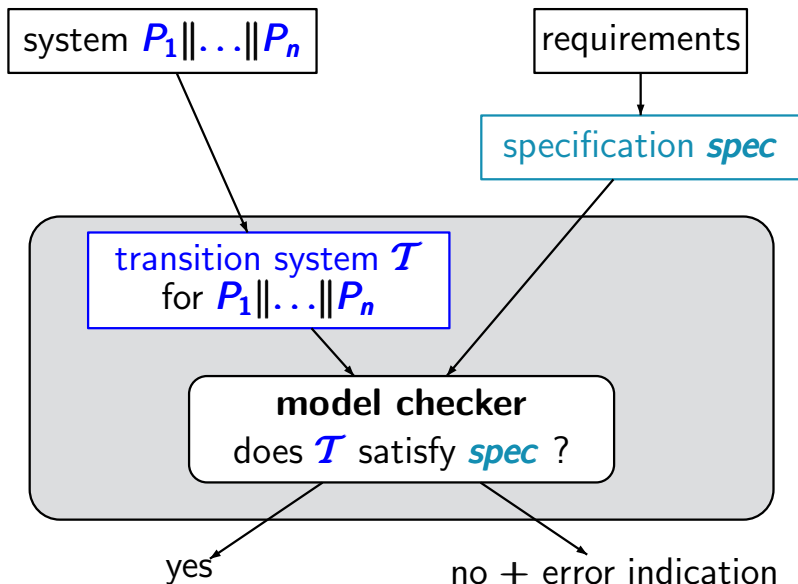 system P₁‖...‖Pₙ
requirements
specification spec
transition system 𝒯
for P₁‖...‖Pₙ
model checker
does 𝒯 satisfy spec ?
yes
no + error indication